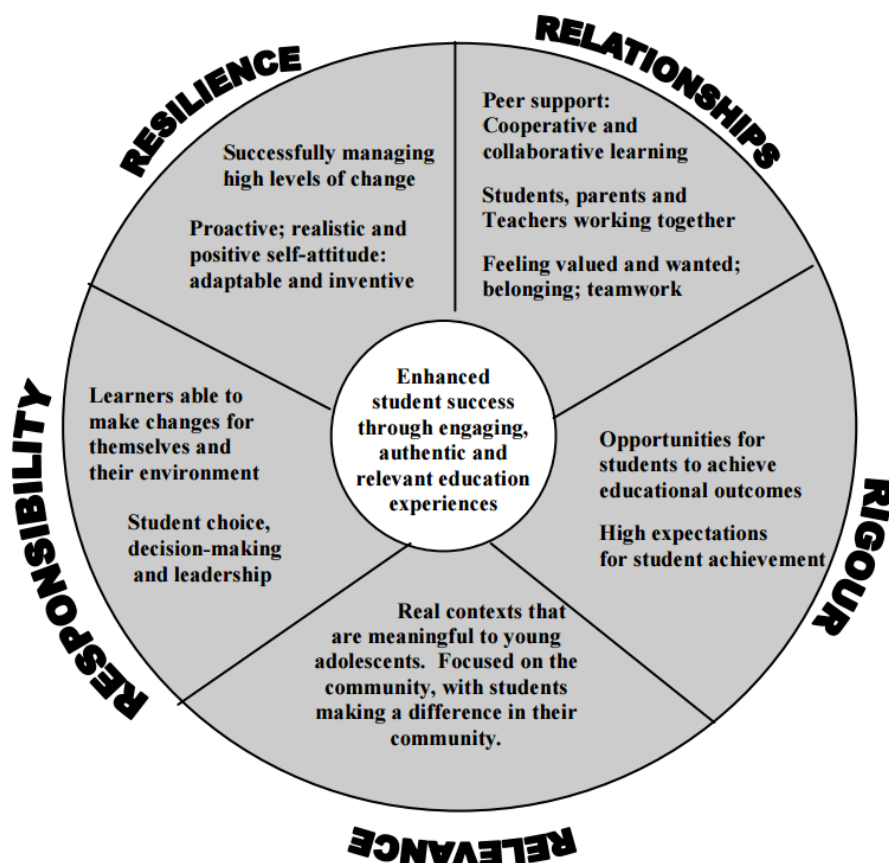 RESILIENCE
Successfully managing
high levels of change
Proactive; realistic and
positive self-attitude:
adaptable and inventive
RELATIONSHIPS
Peer support:
Cooperative and
collaborative learning
Students, parents and
Teachers working together
Feeling valued and wanted;
belonging; teamwork
Enhanced
student success
through engaging,
authentic and
relevant education
experiences
RESPONSIBILITY
Learners able to
make changes for
themselves and
their environment
Student choice,
decision-making
and leadership
RIGOUR
Opportunities for
students to achieve
educational outcomes
High expectations
for student achievement
Real contexts that
are meaningful to young
adolescents. Focused on the
community, with students
making a difference in their
community.
RELEVANCE